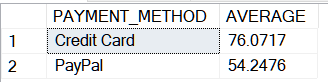 PAYMENT_METHOD AVERAGE
1 Credit Card 76.0717
2 PayPal 54.2476